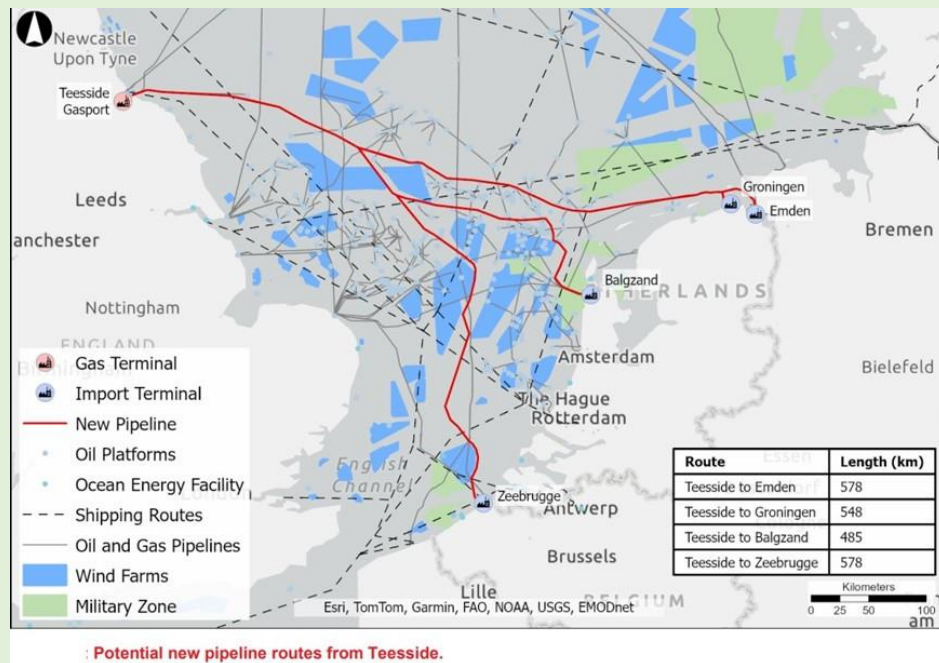 Newcastle
Upon Tyne
Teesside
Gasport
Leeds
anchester
Nottingham
ENGLAND
Groningen
Emden
Bremen
Balgzand
HERLANDS
Amsterdam
Bielefeld
The Hague
Rotterdam
English
Channel
Zeebrugge
Antwerp
Brussels
Lille
BELGIUM
Essen
Gas Terminal
Import Terminal
New Pipeline
Oil Platforms
Ocean Energy Facility
Shipping Routes
Oil and Gas Pipelines
Wind Farms
Military Zone
Route Length (km)
Teesside to Emden 578
Teesside to Groningen 548
Teesside to Balgzand 485
Teesside to Zeebrugge 578
Kilometers
0 25 50 100
am
Esri, TomTom, Garmin, FAO, NOAA, USGS, EMODnet
: Potential new pipeline routes from Teesside.